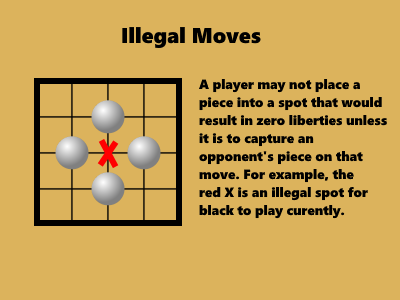 Illegal Moves
A player may not place a
piece into a spot that would
result in zero liberties unless
it is to capture an
opponent's piece on that
move. For example, the
red X is an illegal spot for
black to play curently.